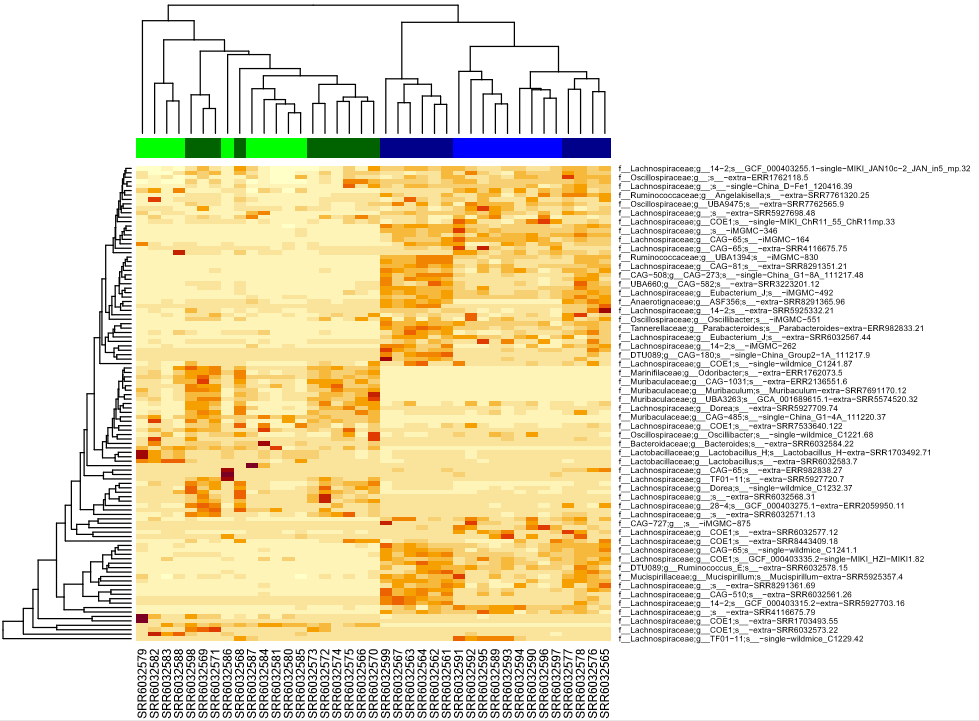 f__Lachnospiraceae;g__14-2;s__GCF_000403255.1-single-MIKI_JAN10c-2_JAN_in5_mp.32
f__Oscillospiraceae;g__;s__-extra-ERR1762118.5
f__Lachnospiraceae;g__;s__-single-China_D-Fe1_120416.39
f__Ruminococcaceae;g__Angelakisella;s__-extra-SRR7761320.25
f__Oscillospiraceae;g__UBA9475;s__-extra-SRR7762565.9
f__Lachnospiraceae;g__;s__-extra-SRR5927698.48
f__Lachnospiraceae;g__COE1;s__-single-MIKI_ChR11_55_ChR11mp.33
f__Lachnospiraceae;g__;s__-iMGMC-346
f__Lachnospiraceae;g__CAG-65;s__-iMGMC-164
f__Lachnospiraceae;g__CAG-65;s__-extra-SRR4116675.75
f__Ruminococcaceae;g__UBA1394;s__-iMGMC-830
f__Lachnospiraceae;g__CAG-81;s__-extra-SRR8291351.21
f__CAG-508;g__CAG-273;s__-single-China_G1-8A_111217.48
f__UBA660;g__CAG-582;s__-extra-SRR3223201.12
f__Lachnospiraceae;g__Eubacterium_J;s__-iMGMC-492
f__Anaerotignaceae;g__ASF356;s__-extra-SRR8291365.96
f__Lachnospiraceae;g__14-2;s__-extra-SRR5925332.21
f__Oscillospiraceae;g__Oscillibacter;s__-iMGMC-551
f__Tannerellaceae;g__Parabacteroides;s__Parabacteroides-extra-ERR982833.21
f__Lachnospiraceae;g__Eubacterium_J;s__-extra-SRR6032567.44
f__Lachnospiraceae;g__14-2;s__-iMGMC-262
f__DTU089;g__CAG-180;s__-single-China_Group2-1A_111217.9
f__Lachnospiraceae;g__COE1;s__-single-wildmice_C1241.87
f__Marinifilaceae;g__Odoribacter;s__-extra-ERR1762073.5
f__Muribaculaceae;g__CAG-1031;s__-extra-ERR2136551.6
f__Muribaculaceae;g__Muribaculum;s__Muribaculum-extra-SRR7691170.12
f__Muribaculaceae;g__UBA3263;s__GCA_001689615.1-extra-SRR5574520.32
f__Lachnospiraceae;g__Dorea;s__-extra-SRR5927709.74
f__Muribaculaceae;g__CAG-485;s__-single-China_G1-4A_111220.37
f__Lachnospiraceae;g__COE1;s__-extra-SRR7533640.122
f__Oscillospiraceae;g__Oscillibacter;s__-single-wildmice_C1221.68
f__Bacteroidaceae;g__Bacteroides;s__-extra-SRR6032584.22
f__Lactobacillaceae;g__Lactobacillus_H;s__Lactobacillus_H-extra-SRR1703492.71
f__Lactobacillaceae;g__Lactobacillus;s__-extra-SRR6032583.7
f__Lachnospiraceae;g__CAG-65;s__-extra-ERR982838.27
f__Lachnospiraceae;g__TF01-11;s__-extra-SRR5927720.7
f__Lachnospiraceae;g__Dorea;s__-single-wildmice_C1232.37
f__Lachnospiraceae;g__;s__-extra-SRR6032568.31
f__Lachnospiraceae;g__28-4;s__GCF_000403275.1-extra-ERR2059950.11
f__Lachnospiraceae;g__;s__-extra-SRR6032571.13
f__CAG-727;g__;s__-iMGMC-875
f__Lachnospiraceae;g__COE1;s__-extra-SRR6032577.12
f__Lachnospiraceae;g__COE1;s__-extra-SRR8443409.18
f__Lachnospiraceae;g__CAG-65;s__-single-wildmice_C1241.1
f__Lachnospiraceae;g__COE1;s__GCF_000403335.2-single-MIKI_HZI-MIKI1.82
f__DTU089;g__Ruminococcus_E;s__-extra-SRR6032578.15
f__Mucispirillaceae;g__Mucispirillum;s__Mucispirillum-extra-SRR5925357.4
f__Lachnospiraceae;g__;s__-extra-SRR8291361.69
f__Lachnospiraceae;g__CAG-510;s__-extra-SRR6032561.26
f__Lachnospiraceae;g__14-2;s__GCF_000403315.2-extra-SRR5927703.16
f__Lachnospiraceae;g__;s__-extra-SRR4116675.79
f__Lachnospiraceae;g__COE1;s__-extra-SRR1703493.55
f__Lachnospiraceae;g__COE1;s__-extra-SRR6032573.22
f__Lachnospiraceae;g__TF01-11;s__-single-wildmice_C1229.42
SRR6032579
SRR6032582
SRR6032583
SRR6032588
SRR6032598
SRR6032569
SRR6032571
SRR6032586
SRR6032568
SRR6032587
SRR6032584
SRR6032581
SRR6032580
SRR6032585
SRR6032573
SRR6032572
SRR6032574
SRR6032575
SRR6032566
SRR6032570
SRR6032599
SRR6032567
SRR6032563
SRR6032564
SRR6032562
SRR6032561
SRR6032591
SRR6032592
SRR6032595
SRR6032589
SRR6032593
SRR6032594
SRR6032590
SRR6032596
SRR6032597
SRR6032577
SRR6032578
SRR6032576
SRR6032565